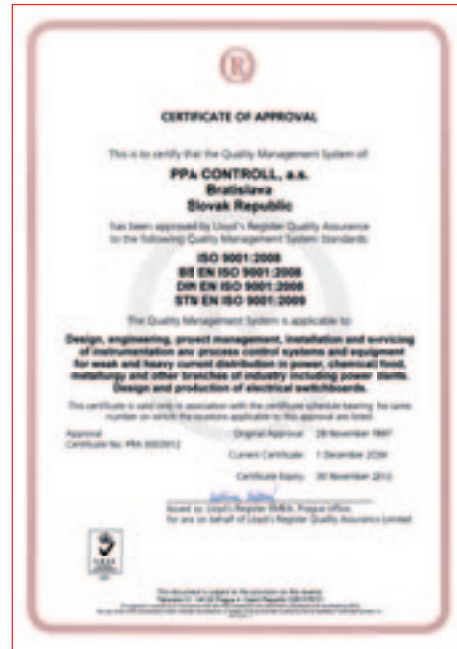 CERTIFICATE OF APPROVAL
This is to certify that the Quality Management System of:
PPA CONTROLL, a.s.
Bratislava
Slovak Republic
has been approved by Lloyd's Register Quality Assurance
to the following Quality Management System Standards:
ISO 9001:2008
BS EN ISO 9001:2008
DIN EN ISO 9001:2008
STN EN ISO 9001:2009
The Quality Management System is applicable to:
Design, engineering, project management, installation and servicing
of instrumentation and process control systems and equipment
for weak and heavy current distribution in power, chemical food,
metallurgy and other branches of industry including power
Design and production of electrical switchboards.
This certificate is valid only in association with the certificate schedule bearing the same
number on which the locations applicable to this approval are listed
Approval
Certificate No: PRA
Original Approval: 28 November 1997
Current Certificate: 1 December 2009
Certificate Expiry: 30 November
Issued by: Lloyd's Register EMEA, Prague office,
for and on behalf of Lloyd's Register Quality Assurance Limited